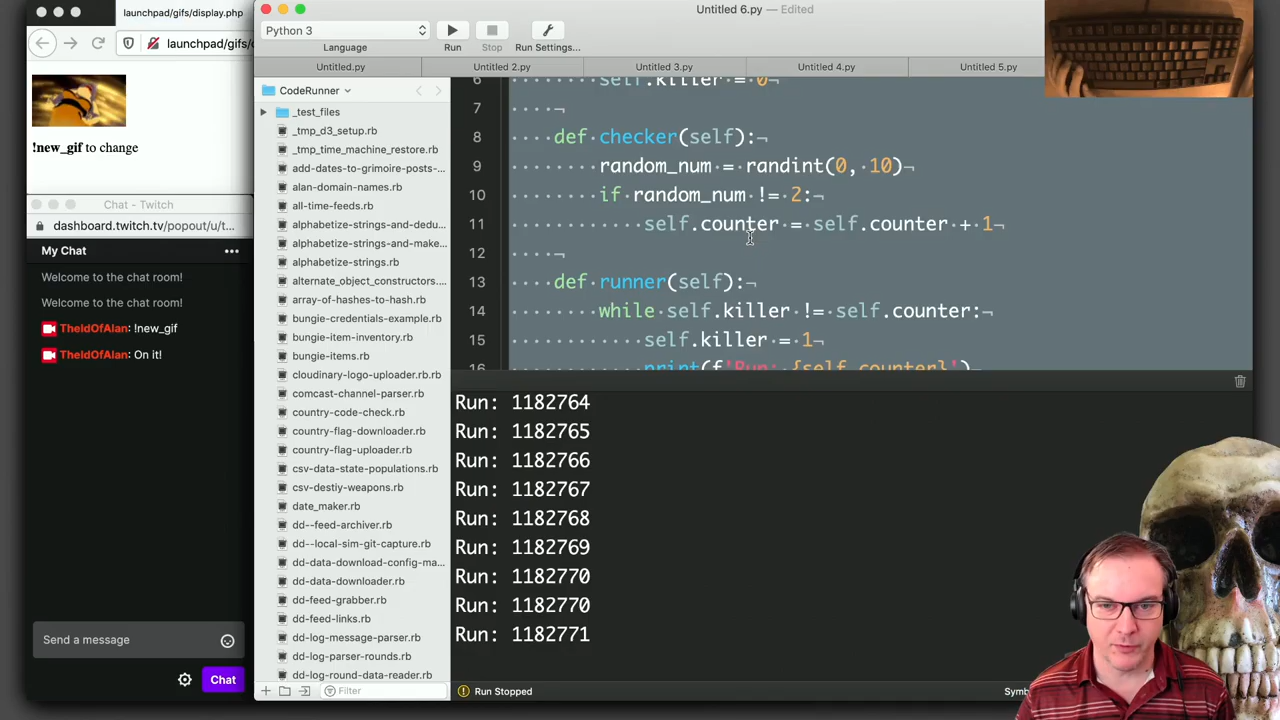 launchpad/gifs/display.php
launchpad/gifs/
!new_gif to change
Chat - Twitch
dashboard.twitch.tv/popout/u/t...
My Chat
Welcome to the chat room!
Welcome to the chat room!
TheIdOfAlan: !new_gif
TheIdOfAlan: On it!
Send a message
Chat
Untitled 6.py — Edited
Python 3
Language
Run
Stop
Run Settings...
Untitled.py
Untitled 2.py
Untitled 3.py
Untitled 4.py
Untitled 5.py
CodeRunner
_test_files
_tmp_d3_setup.rb
_tmp_time_machine_restore.rb
add-dates-to-grimoire-posts-...
alan-domain-names.rb
all-time-feeds.rb
alphabetize-strings-and-dedu...
alphabetize-strings-and-make...
alphabetize-strings.rb
alternate_object_constructors....
array-of-hashes-to-hash.rb
bungie-credentials-example.rb
bungie-item-inventory.rb
bungie-items.rb
cloudinary-logo-uploader.rb.rb
comcast-channel-parser.rb
country-code-check.rb
country-flag-downloader.rb
country-flag-uploader.rb
csv-data-state-populations.rb
csv-destiy-weapons.rb
date_maker.rb
dd--feed-archiver.rb
dd--local-sim-git-capture.rb
dd-data-download-config-ma...
dd-data-downloader.rb
dd-feed-grabber.rb
dd-feed-links.rb
dd-log-message-parser.rb
dd-log-parser-rounds.rb
dd-log-round-data-reader.rb
Filter
6 self.killer = 0
7 ····¬
8 ····def·checker(self):¬
9 ········random_num·=·randint(0,·10)¬
10 ········if·random_num·!=·2:¬
11 ············self.counter·=·self.counter·+·1¬
12 ····¬
13 ····def·runner(self):¬
14 ········while·self.killer·!=·self.counter:¬
15 ············self.killer·=·1¬
16 ············print(f'Run:·{self.counter}')¬
Run: 1182764
Run: 1182765
Run: 1182766
Run: 1182767
Run: 1182768
Run: 1182769
Run: 1182770
Run: 1182770
Run: 1182771
Run Stopped
Symb